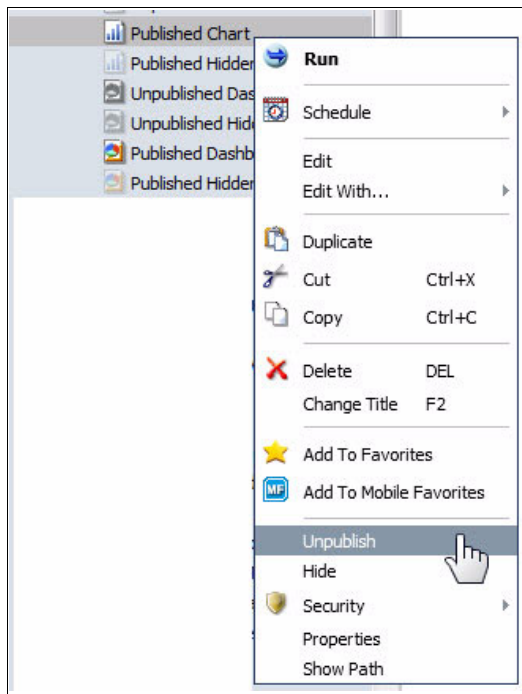 Published Chart
Published Hidden
Unpublished Das
Unpublished Hid
Published Dashb
Published Hidden
Run
Schedule
Edit
Edit With...
Duplicate
Cut Ctrl+X
Copy Ctrl+C
Delete DEL
Change Title F2
Add To Favorites
MF Add To Mobile Favorites
Unpublish
Hide
Security
Properties
Show Path